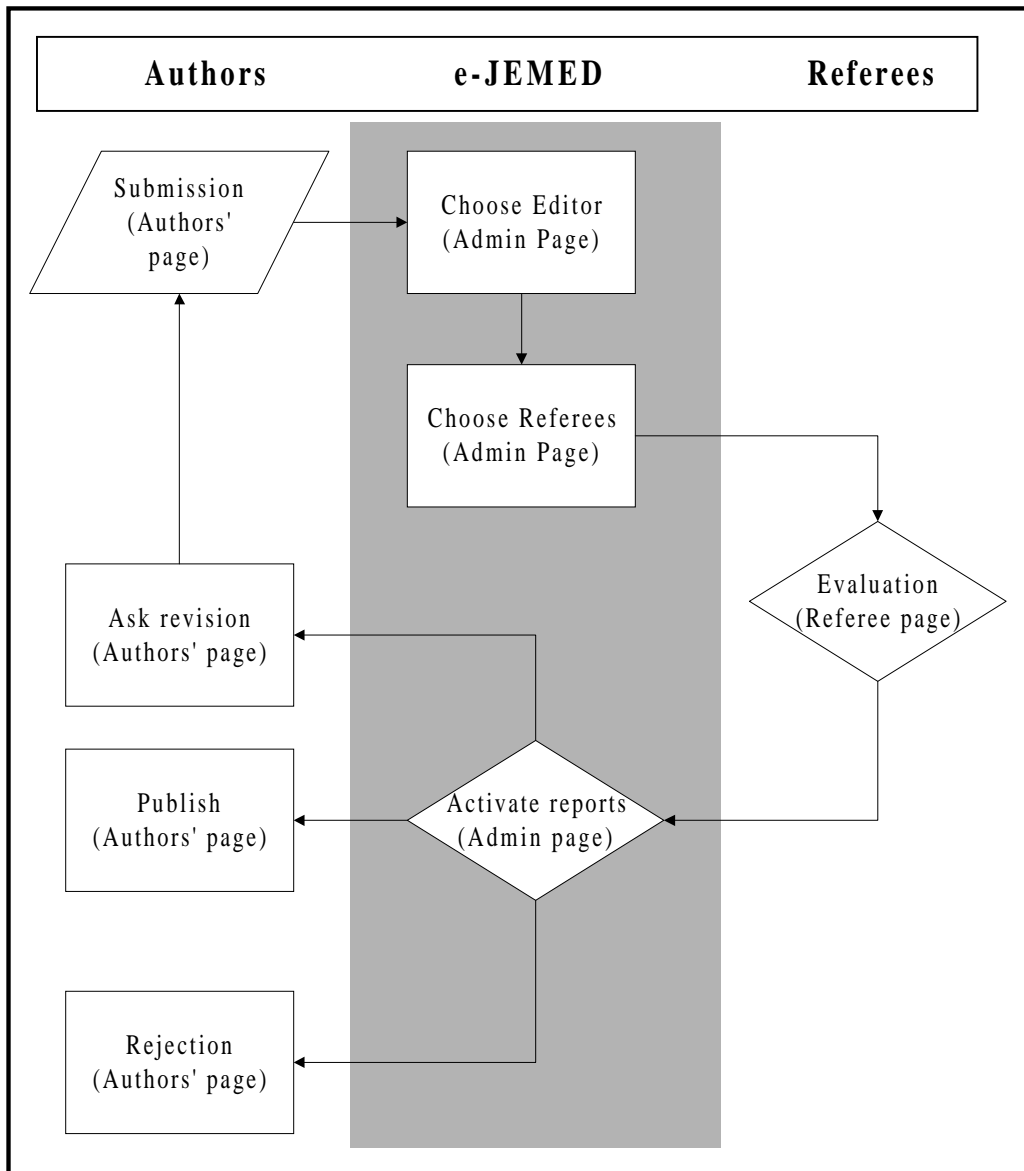 Authors e-JEMED Referees
Submission
(Authors'
page)
Choose Editor
(Admin Page)
Choose Referees
(Admin Page)
Evaluation
(Referee page)
Ask revision
(Authors' page)
Activate reports
(Admin page)
Publish
(Authors' page)
Rejection
(Authors' page)